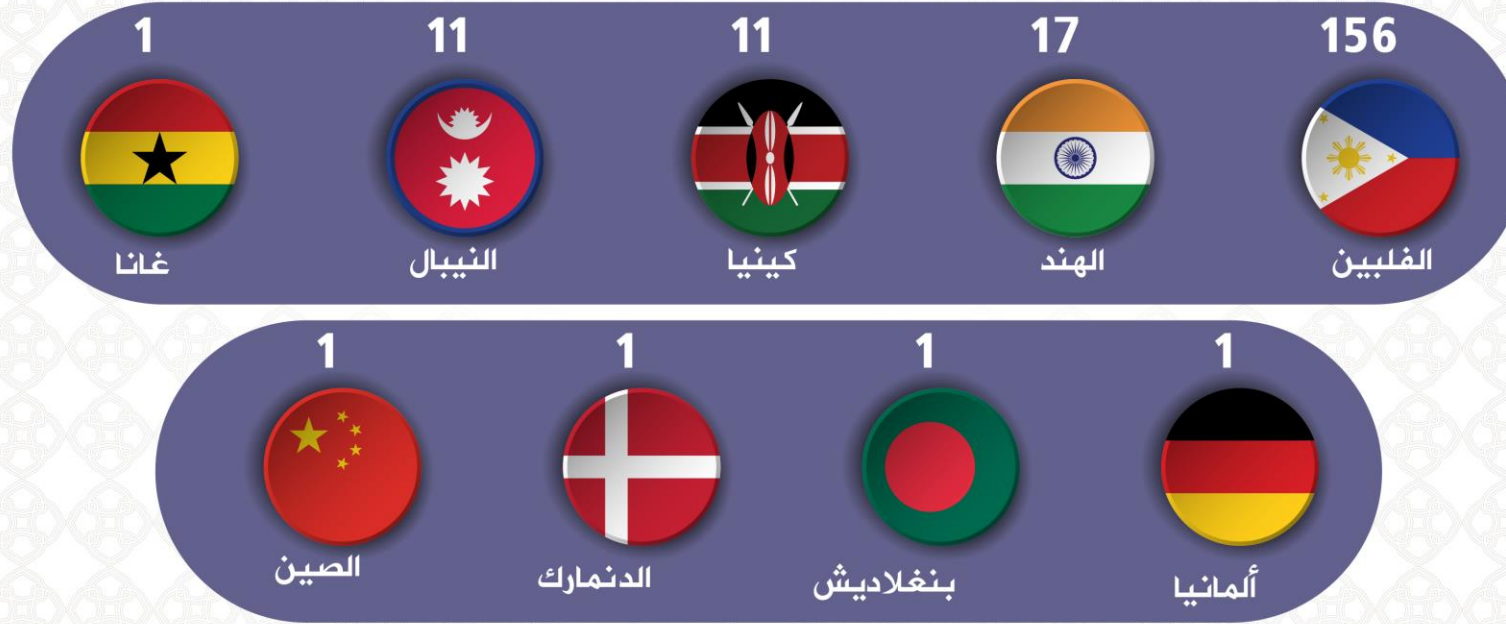 156 17 11 11 1
الفلبين الهند كينيا النيبال غانا
1 1 1 1
ألمانيا بنغلاديش الدنمارك الصين